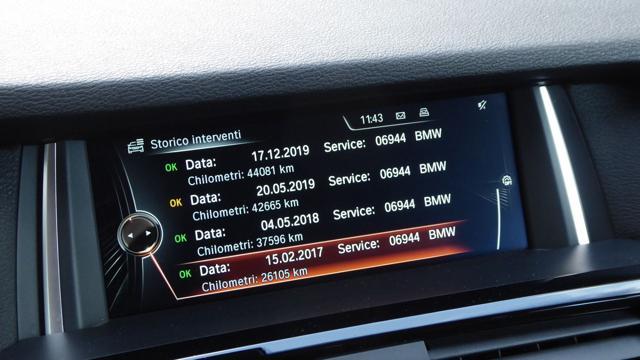 11:43
Storico interventi
OK Data: 17.12.2019 Service: 06944 BMW
Chilometri: 44081 km
OK Data: 20.05.2019 Service: 06944 BMW
Chilometri: 42665 km
OK Data: 04.05.2018 Service: 06944 BMW
Chilometri: 37596 km
OK Data: 15.02.2017 Service: 06944 BMW
Chilometri: 26105 km